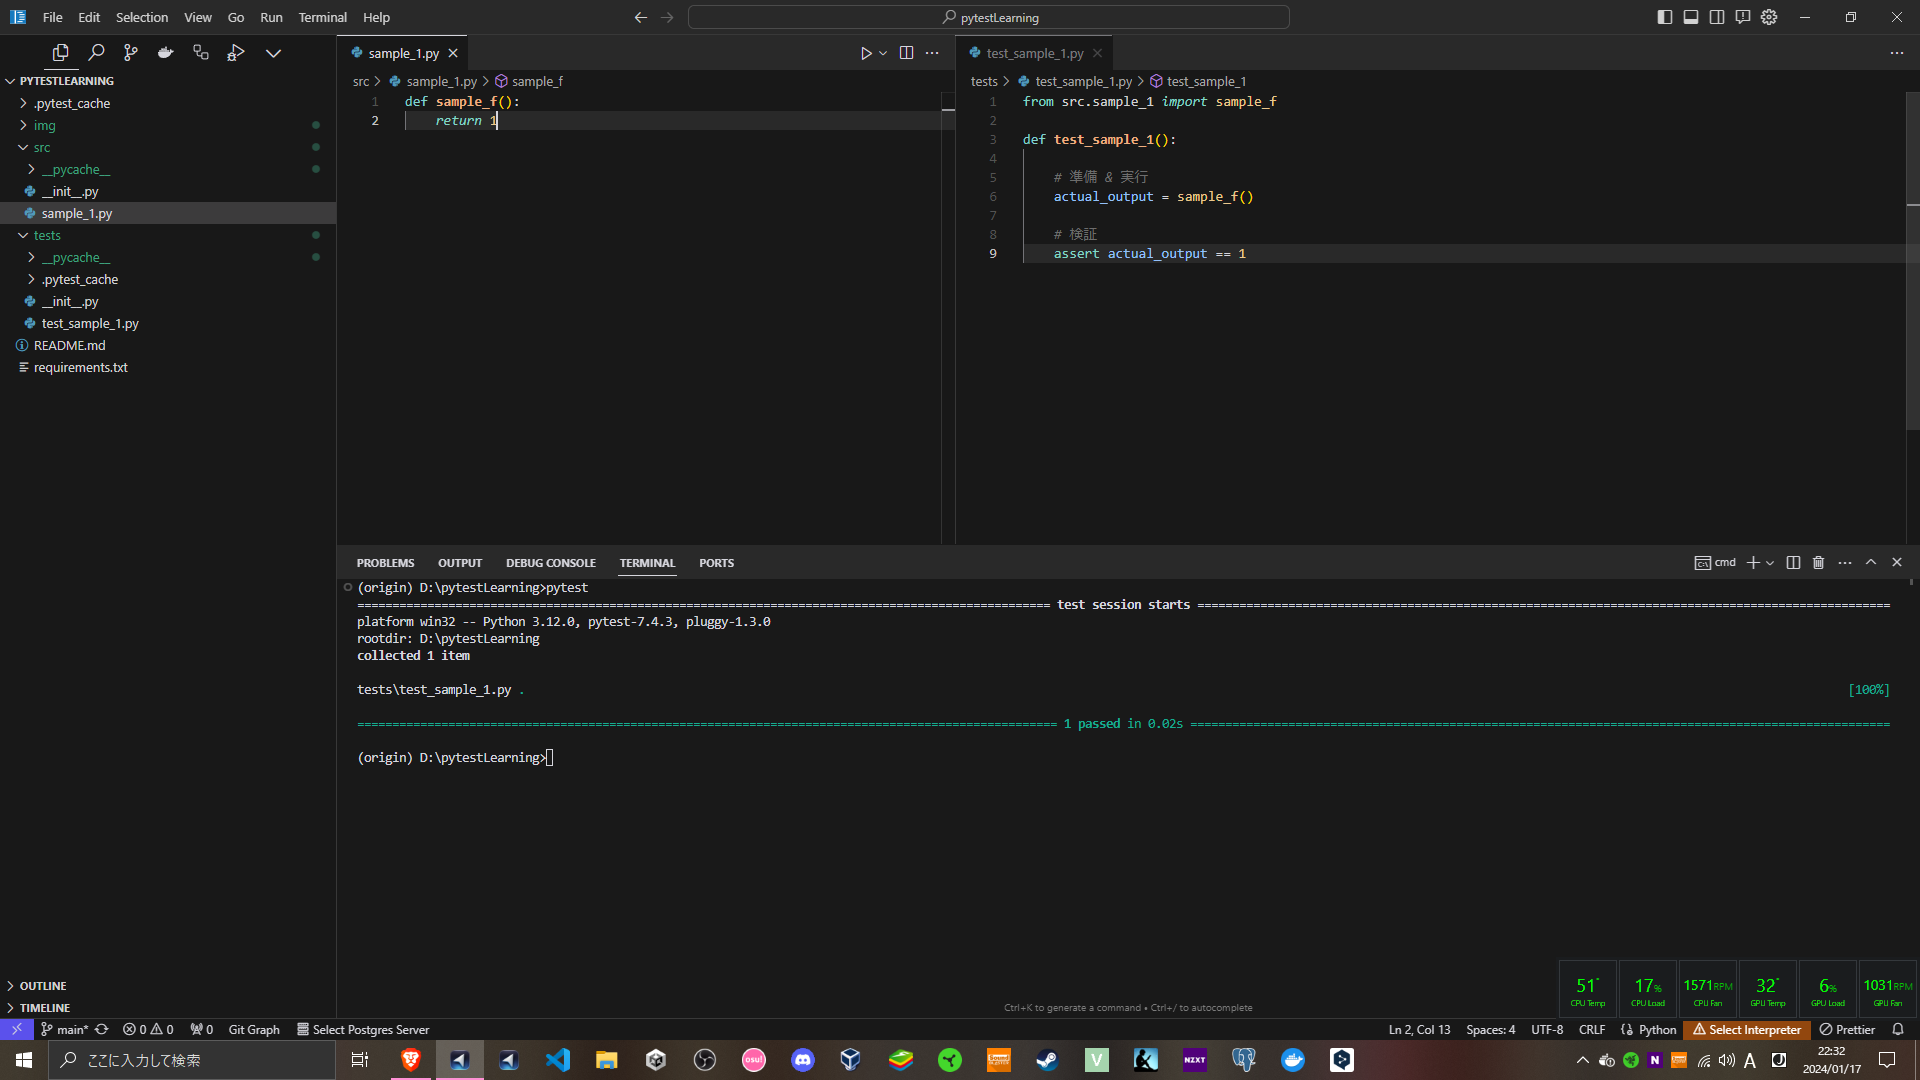 File Edit Selection View Go Run Terminal Help
pytestLearning
PYTESTLEARNING
.pytest_cache
img
src
__pycache__
__init__.py
sample_1.py
tests
__pycache__
.pytest_cache
__init__.py
test_sample_1.py
README.md
requirements.txt
OUTLINE
TIMELINE
sample_1.py
src > sample_1.py > sample_f
1 def sample_f():
2 return 1
test_sample_1.py
tests > test_sample_1.py > test_sample_1
1 from src.sample_1 import sample_f
2
3 def test_sample_1():
4
5 # 準備 & 実行
6 actual_output = sample_f()
7
8 # 検証
9 assert actual_output == 1
PROBLEMS OUTPUT DEBUG CONSOLE TERMINAL PORTS
cmd
(origin) D:\pytestLearning>pytest
test session starts
platform win32 -- Python 3.12.0, pytest-7.4.3, pluggy-1.3.0
rootdir: D:\pytestLearning
collected 1 item
tests\test_sample_1.py . [100%]
1 passed in 0.02s
(origin) D:\pytestLearning>
Ctrl+K to generate a command • Ctrl+/ to autocomplete
51° 17% 1571RPM 32° 6% 1031RPM
CPU Temp CPU Load CPU Fan GPU Temp GPU Load GPU Fan
main* 0 0 0 Git Graph Select Postgres Server
Ln 2, Col 13 Spaces: 4 UTF-8 CRLF Python Select Interpreter Prettier
ここに入力して検索
osu!
V
NZXT
N
A
22:32
2024/01/17